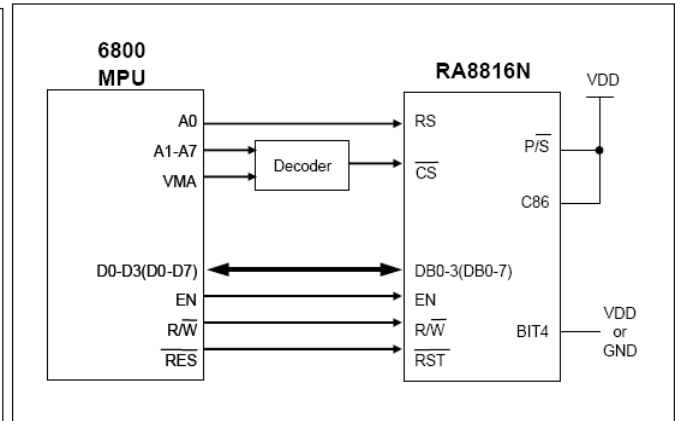 6800
MPU
RA8816N
VDD
A0
RS
P/S
A1-A7
Decoder
CS
VMA
C86
D0-D3(D0-D7)
DB0-3(DB0-7)
EN
EN
VDD
or
GND
R/W
R/W
BIT4
RES
RST